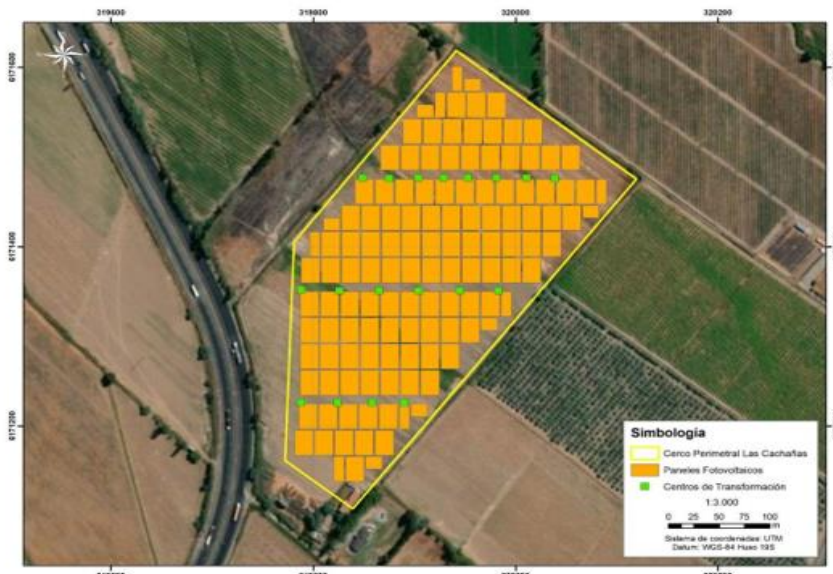 319600 319800 320000 320200
6171600
6171400
6171200
Simbología
Cerco Perimetral Las Cachañas
Paneles Fotovoltaicos
Centros de Transformación
1:3.000
0 25 50 75 100
m
Sistema de coordenadas: UTM
Datum: WGS-84 Huso 19S